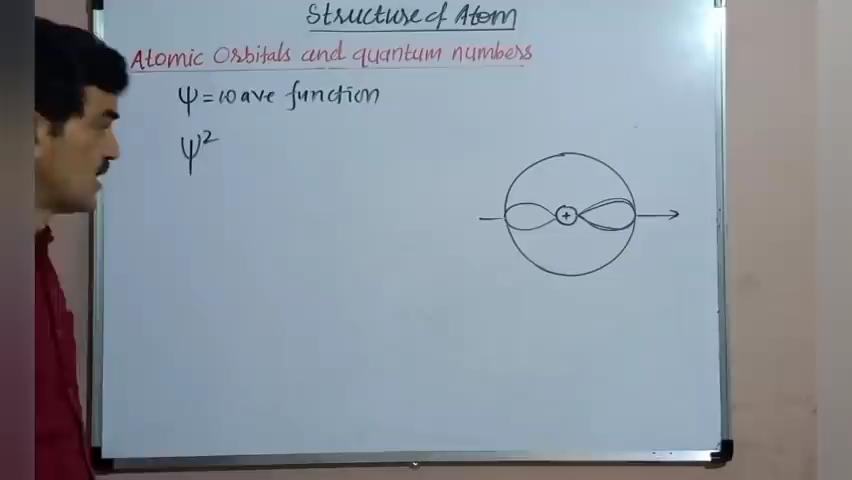 Structure of Atom
Atomic Orbitals and quantum numbers
Ψ = wave function
Ψ²
+